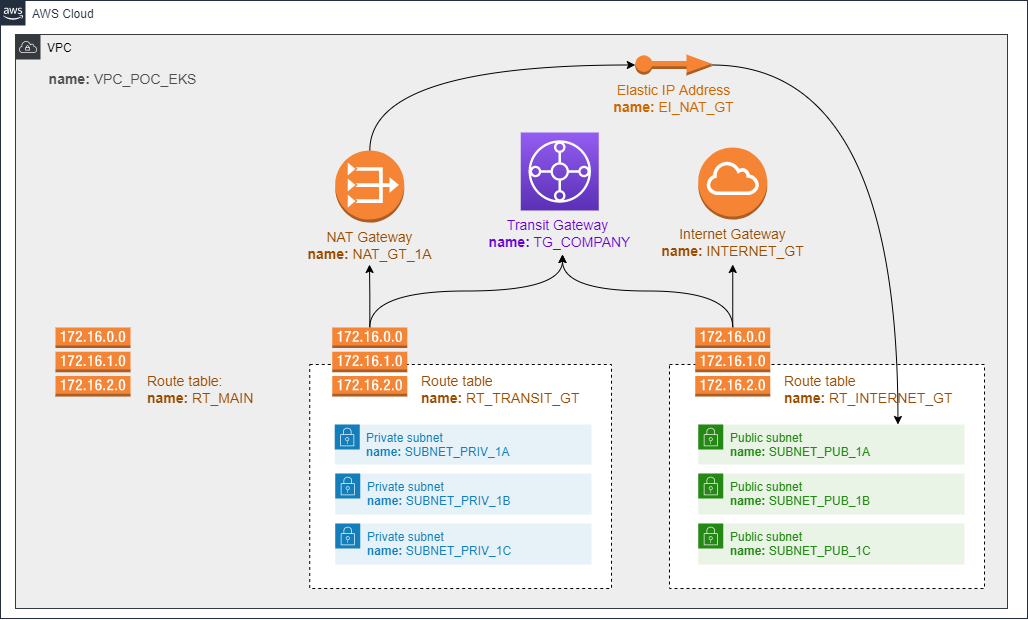 aws
AWS Cloud
VPC
name: VPC_POC_EKS
Elastic IP Address
name: EI_NAT_GT
NAT Gateway
name: NAT_GT_1A
Transit Gateway
name: TG_COMPANY
Internet Gateway
name: INTERNET_GT
172.16.0.0
172.16.1.0
172.16.2.0
Route table:
name: RT_MAIN
172.16.0.0
172.16.1.0
172.16.2.0
Route table
name: RT_TRANSIT_GT
Private subnet
name: SUBNET_PRIV_1A
Private subnet
name: SUBNET_PRIV_1B
Private subnet
name: SUBNET_PRIV_1C
172.16.0.0
172.16.1.0
172.16.2.0
Route table
name: RT_INTERNET_GT
Public subnet
name: SUBNET_PUB_1A
Public subnet
name: SUBNET_PUB_1B
Public subnet
name: SUBNET_PUB_1C